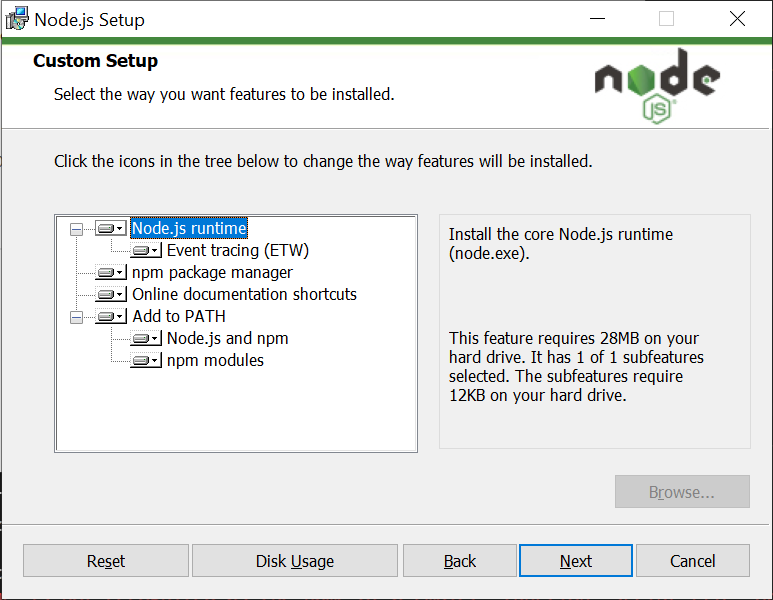 Node.js Setup
Custom Setup
Select the way you want features to be installed.
node
JS
Click the icons in the tree below to change the way features will be installed.
Node.js runtime
Event tracing (ETW)
npm package manager
Online documentation shortcuts
Add to PATH
Node.js and npm
npm modules
Install the core Node.js runtime
(node.exe).
This feature requires 28MB on your
hard drive. It has 1 of 1 subfeatures
selected. The subfeatures require
12KB on your hard drive.
Browse...
Reset
Disk Usage
Back
Next
Cancel